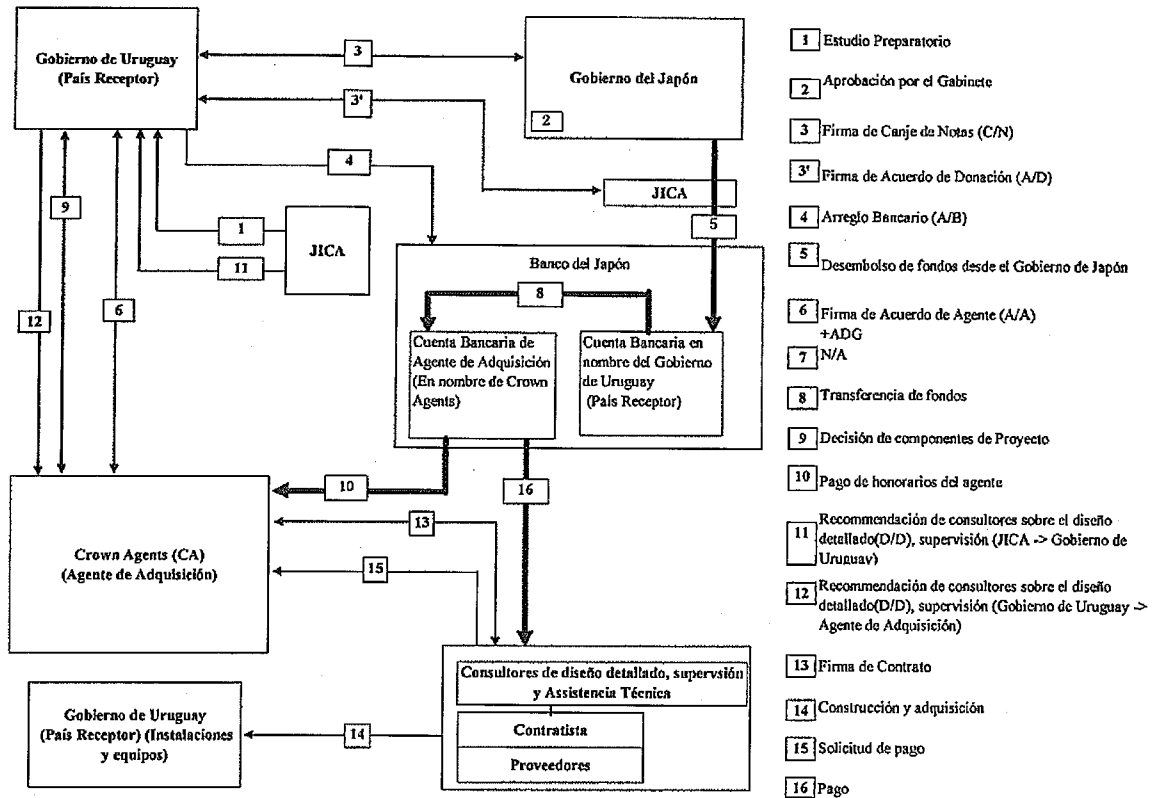 Gobierno de Uruguay
(País Receptor)
3
3'
4
Gobierno del Japón
2
JICA
5
1
11
JICA
9
6
12
Banco del Japón
8
Cuenta Bancaria de
Agente de Adquisición
(En nombre de Crown
Agents)
Cuenta Bancaria en
nombre del Gobierno
de Uruguay
(País Receptor)
10
16
13
15
Crown Agents (CA)
(Agente de Adquisición)
Consultores de diseño detallado, supervsión
y Assistencia Técnica
Contratista
Proveedores
14
Gobierno de Uruguay
(País Receptor) (Instalaciones
y equipos)
1 Estudio Preparatorio
2 Aprobación por el Gabinete
3 Firma de Canje de Notas (C/N)
3' Firma de Acuerdo de Donación (A/D)
4 Arreglo Bancario (A/B)
5 Desembolso de fondos desde el Gobierno de Japón
6 Firma de Acuerdo de Agente (A/A)
+ADG
7 N/A
8 Transferencia de fondos
9 Decisión de componentes de Proyecto
10 Pago de honorarios del agente
11 Recommendación de consultores sobre el diseño
detallado(D/D), supervisión (JICA -> Gobierno de
Uruguay)
12 Recommendación de consultores sobre el diseño
detallado(D/D), supervisión (Gobierno de Uruguay ->
Agente de Adquisición)
13 Firma de Contrato
14 Construcción y adquisición
15 Solicitud de pago
16 Pago